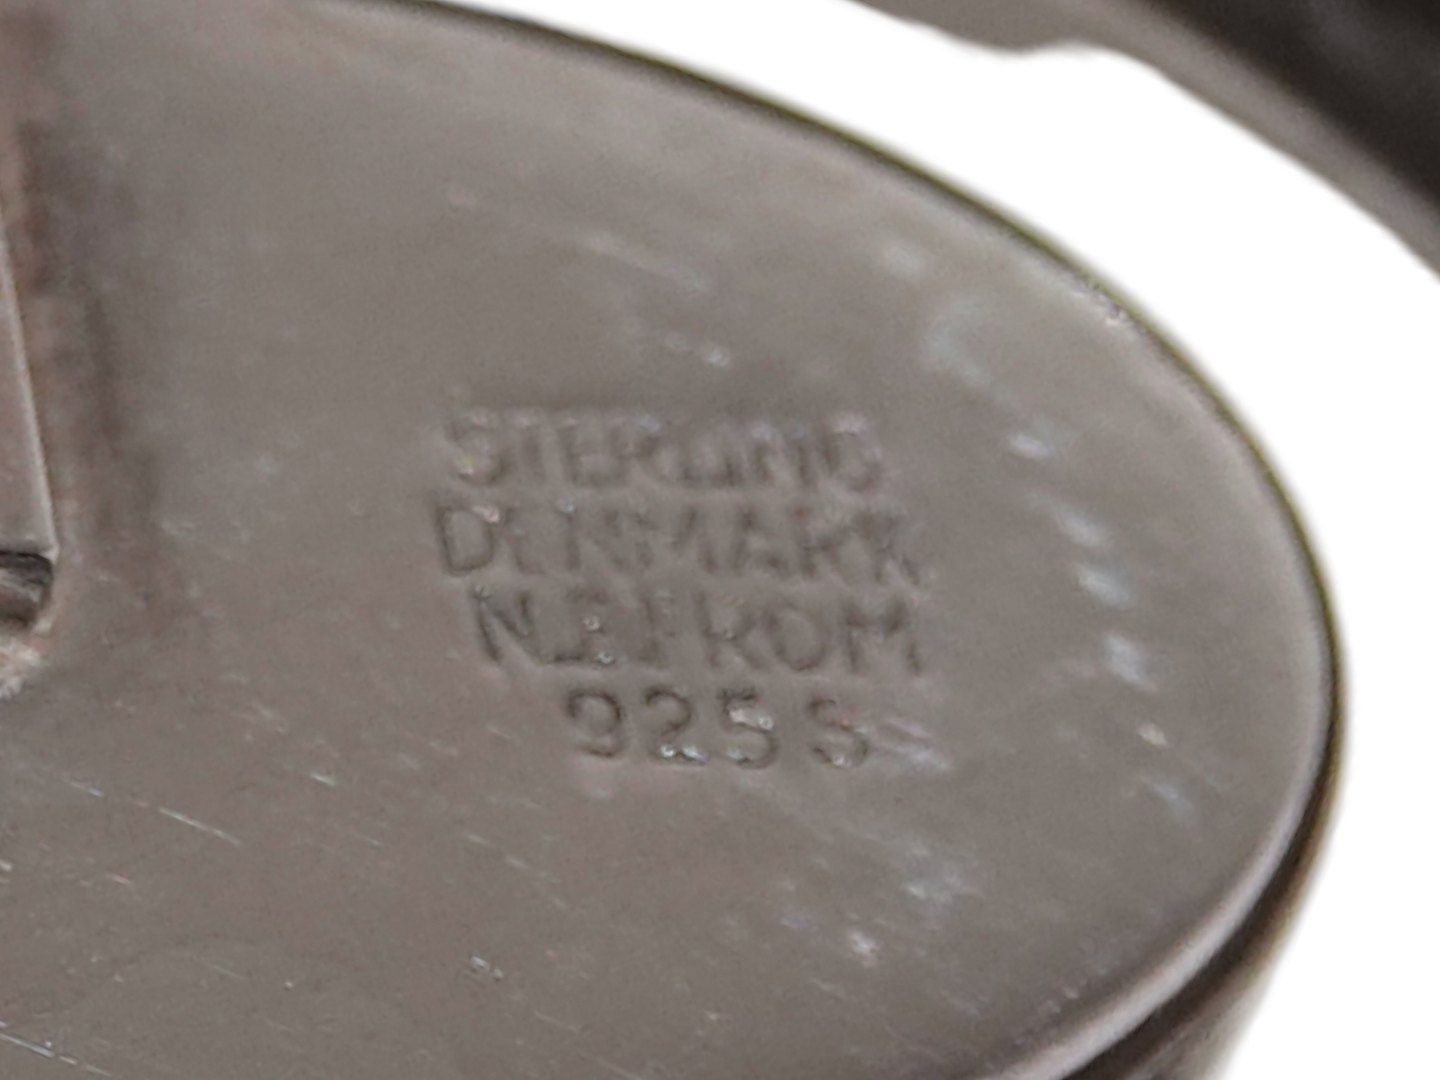 STERLING
DENMARK
N.E.FROM
925 S